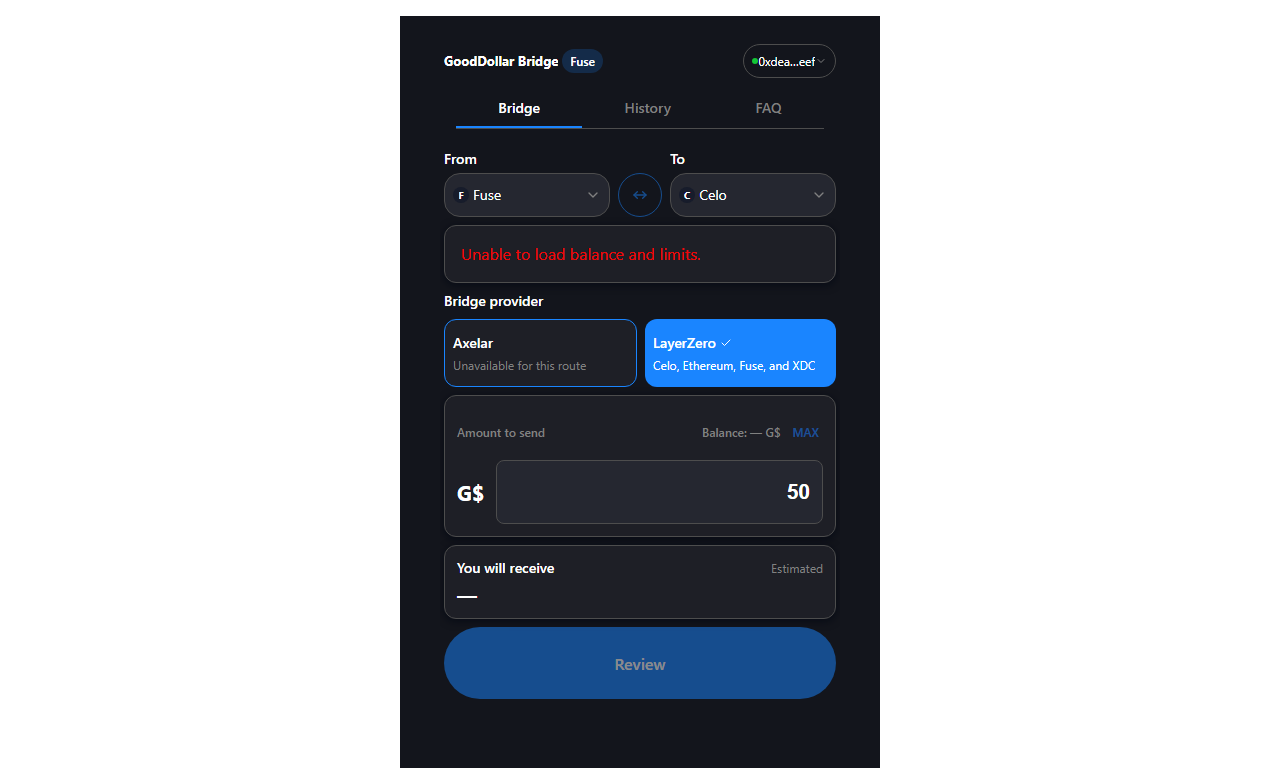 GoodDollar Bridge Fuse 0xdea...eef
Bridge History FAQ
From To
F Fuse C Celo
Unable to load balance and limits.
Bridge provider
Axelar LayerZero ✓
Unavailable for this route Celo, Ethereum, Fuse, and XDC
Amount to send Balance: — G$ MAX
G$ 50
You will receive Estimated
—
Review